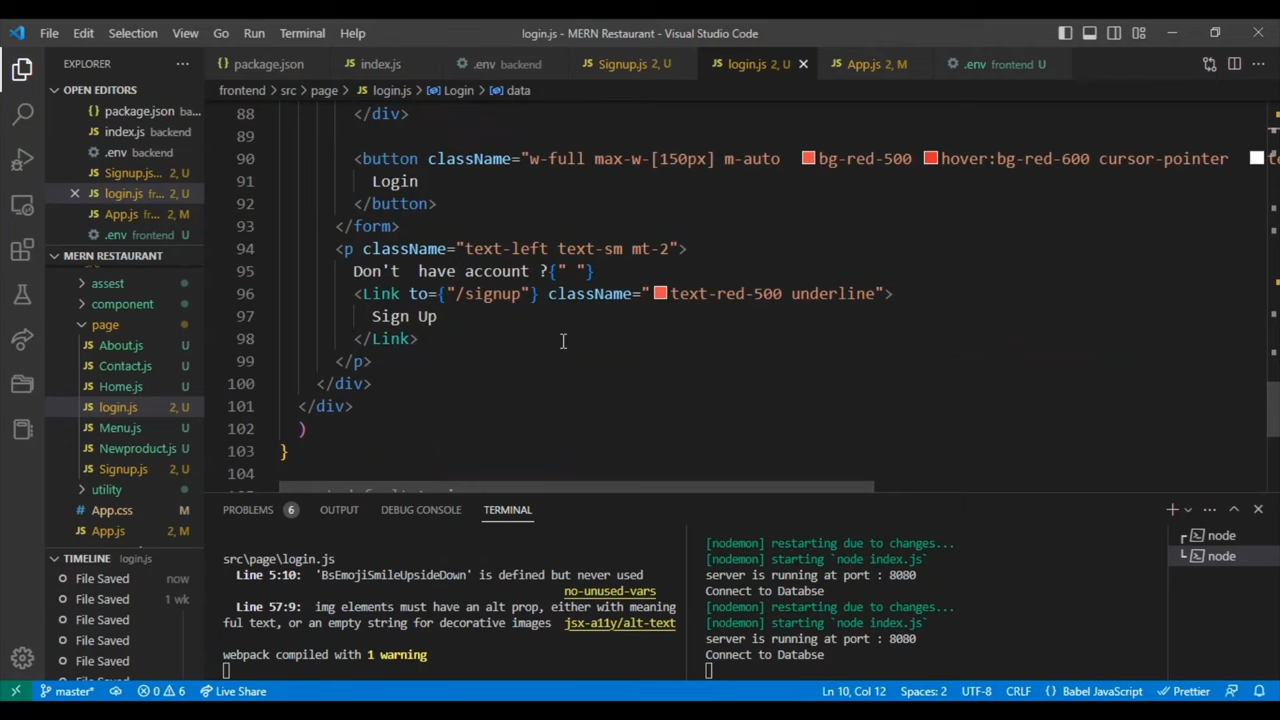 File Edit Selection View Go Run Terminal Help
login.js - MERN Restaurant - Visual Studio Code
EXPLORER
package.json
index.js
.env backend
Signup.js 2, U
login.js 2, U
App.js 2, M
.env frontend U
frontend > src > page > login.js > Login > data
OPEN EDITORS
package.json ba...
index.js backend
.env backend
Signup.js... 2, U
login.js fr... 2, U
App.js fr... 2, M
.env frontend U
MERN RESTAURANT
assest
component
page
About.js U
Contact.js U
Home.js U
login.js 2, U
Menu.js U
Newproduct.js U
Signup.js 2, U
utility
App.css M
App.js 2, M
TIMELINE login.js
File Saved now
File Saved 1 wk
File Saved
File Saved
File Saved
88 </div>
89
90 <button className="w-full max-w-[150px] m-auto bg-red-500 hover:bg-red-600 cursor-pointer
91 Login
92 </button>
93 </form>
94 <p className="text-left text-sm mt-2">
95 Don't have account ?{" "}
96 <Link to={"/signup"} className="text-red-500 underline">
97 Sign Up
98 </Link>
99 </p>
100 </div>
101 </div>
102 )
103 }
104
PROBLEMS 6 OUTPUT DEBUG CONSOLE TERMINAL
src\page\login.js
Line 5:10: 'BsEmojiSmileUpsideDown' is defined but never used
no-unused-vars
Line 57:9: img elements must have an alt prop, either with meaning
ful text, or an empty string for decorative images jsx-a11y/alt-text
webpack compiled with 1 warning
[nodemon] restarting due to changes...
[nodemon] starting `node index.js`
server is running at port : 8080
Connect to Databse
[nodemon] restarting due to changes...
[nodemon] starting `node index.js`
server is running at port : 8080
Connect to Databse
node
node
master* 0 6 Live Share
Ln 10, Col 12 Spaces: 2 UTF-8 CRLF {} Babel JavaScript Prettier